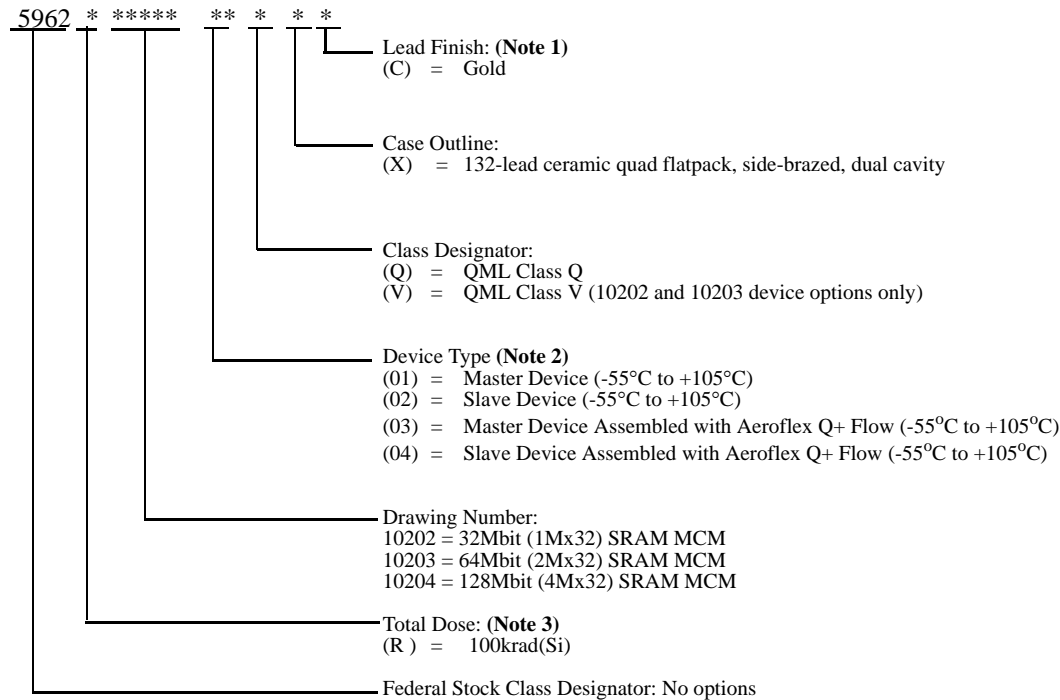 5962 * ***** ** * * *
Lead Finish: (Note 1)
(C) = Gold
Case Outline:
(X) = 132-lead ceramic quad flatpack, side-brazed, dual cavity
Class Designator:
(Q) = QML Class Q
(V) = QML Class V (10202 and 10203 device options only)
Device Type (Note 2)
(01) = Master Device (-55°C to +105°C)
(02) = Slave Device (-55°C to +105°C)
(03) = Master Device Assembled with Aeroflex Q+ Flow (-55°C to +105°C)
(04) = Slave Device Assembled with Aeroflex Q+ Flow (-55°C to +105°C)
Drawing Number:
10202 = 32Mbit (1Mx32) SRAM MCM
10203 = 64Mbit (2Mx32) SRAM MCM
10204 = 128Mbit (4Mx32) SRAM MCM
Total Dose: (Note 3)
(R ) = 100krad(Si)
Federal Stock Class Designator: No options